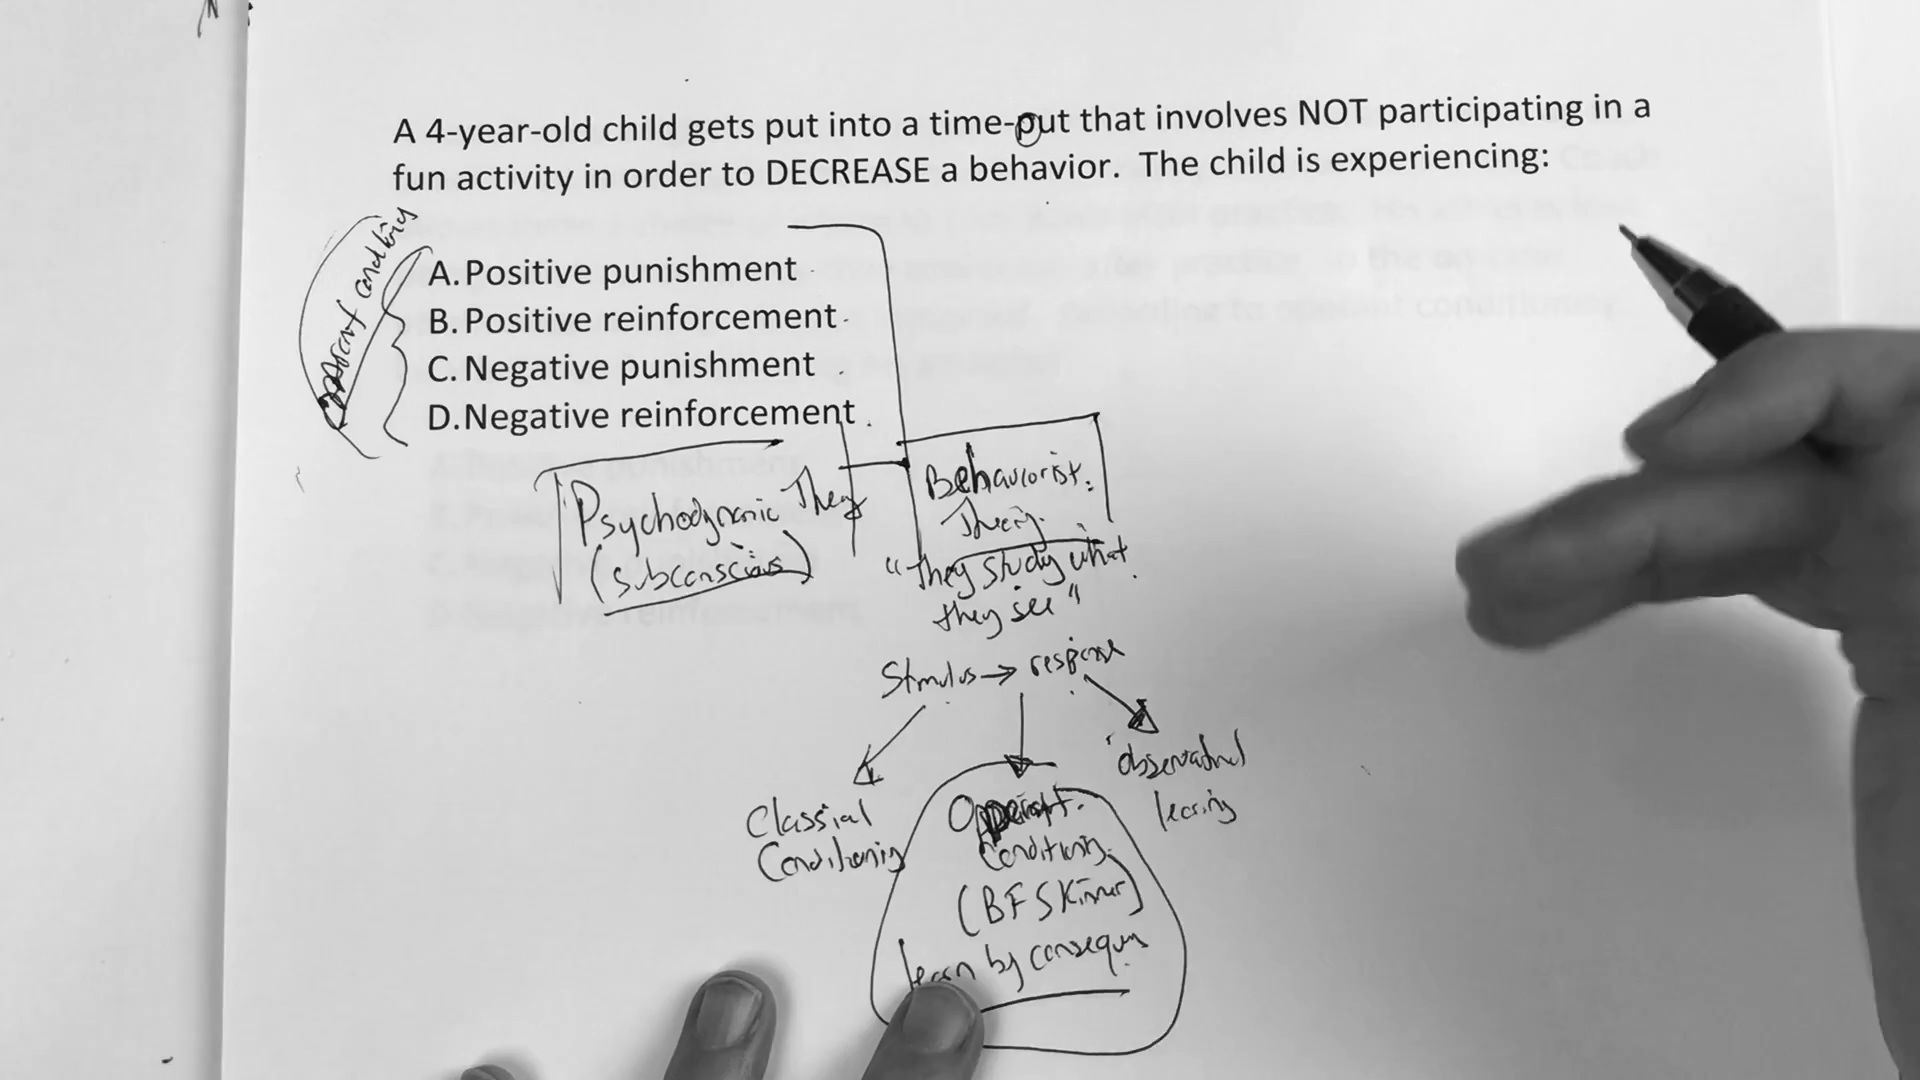 A 4-year-old child gets put into a time-out that involves NOT participating in a
fun activity in order to DECREASE a behavior. The child is experiencing:
A. Positive punishment
B. Positive reinforcement
C. Negative punishment
D. Negative reinforcement
Psychodynamic Theory
(subconscious)
Behaviorist
Theory
"they study what
they see"
Stimulus → response
Classical
Conditioning
Operant
Conditioning
(BF Skinner)
learn by
observational
learning